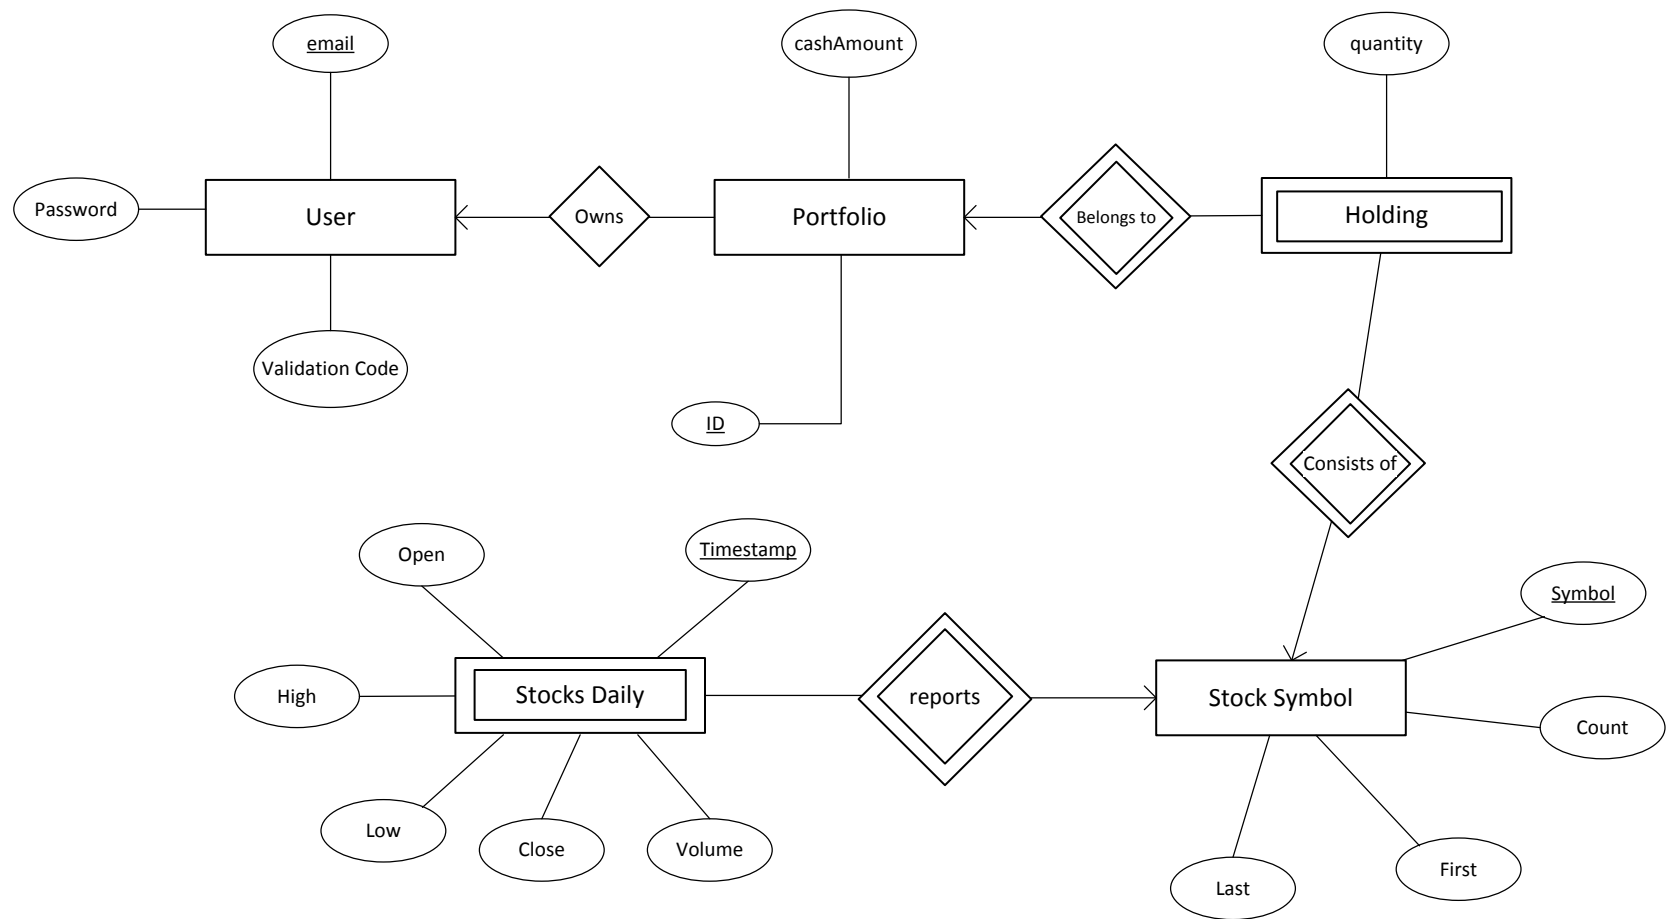 email
cashAmount
quantity
Password
User
Owns
Portfolio
Belongs to
Holding
Validation Code
ID
Consists of
Open
Timestamp
Symbol
High
Stocks Daily
reports
Stock Symbol
Count
Low
Close
Volume
First
Last